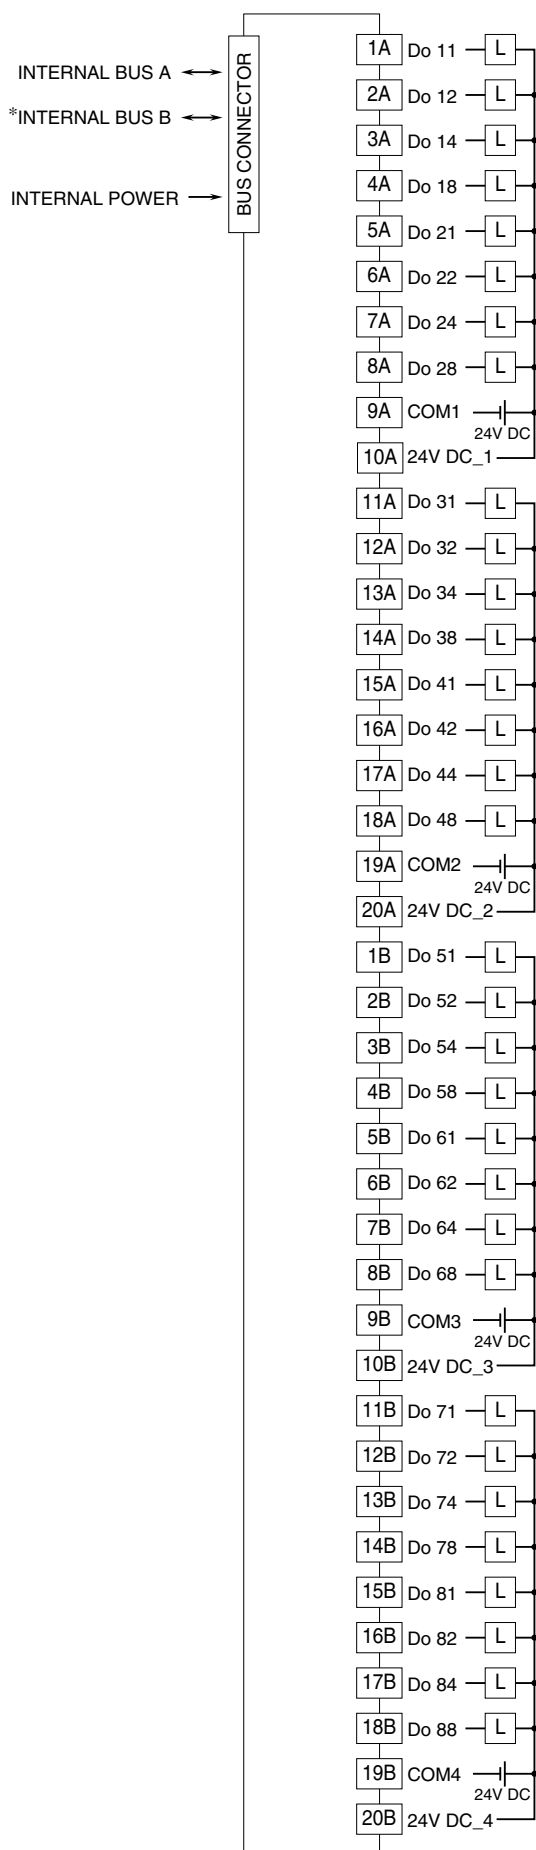 INTERNAL BUS A
*INTERNAL BUS B
INTERNAL POWER
BUS CONNECTOR
1A Do 11 L
2A Do 12 L
3A Do 14 L
4A Do 18 L
5A Do 21 L
6A Do 22 L
7A Do 24 L
8A Do 28 L
9A COM1
24V DC
10A 24V DC_1
11A Do 31 L
12A Do 32 L
13A Do 34 L
14A Do 38 L
15A Do 41 L
16A Do 42 L
17A Do 44 L
18A Do 48 L
19A COM2
24V DC
20A 24V DC_2
1B Do 51 L
2B Do 52 L
3B Do 54 L
4B Do 58 L
5B Do 61 L
6B Do 62 L
7B Do 64 L
8B Do 68 L
9B COM3
24V DC
10B 24V DC_3
11B Do 71 L
12B Do 72 L
13B Do 74 L
14B Do 78 L
15B Do 81 L
16B Do 82 L
17B Do 84 L
18B Do 88 L
19B COM4
24V DC
20B 24V DC_4